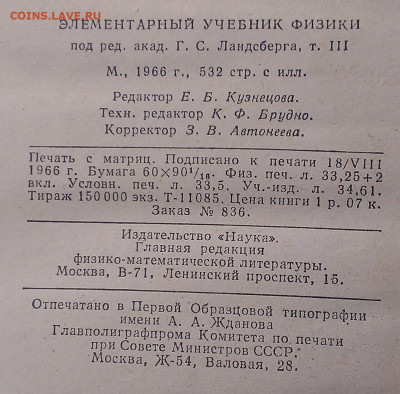 COINS.LAVE.RU
ЭЛЕМЕНТАРНЫЙ УЧЕБНИК ФИЗИКИ
под ред. акад. Г. С. Ландсберга, т. III
М., 1966 г., 532 стр. с илл.
Редактор Е. Б. Кузнецова.
Техн. редактор К. Ф. Брудно.
Корректор З. В. Автонеева.
Печать с матриц. Подписано к печати 18/VIII
1966 г. Бумага 60×90¹/₁₆. Физ. печ. л. 33,25+2
вкл. Условн. печ. л. 33,5. Уч.-изд. л. 34,61.
Тираж 150 000 экз. Т-11085. Цена книги 1 р. 07 к.
Заказ № 836.
Издательство «Наука».
Главная редакция
физико-математической литературы.
Москва, В-71, Ленинский проспект, 15.
Отпечатано в Первой Образцовой типографии
имени А. А. Жданова
Главполиграфпрома Комитета по печати
при Совете Министров СССР.
Москва, Ж-54, Валовая, 28.